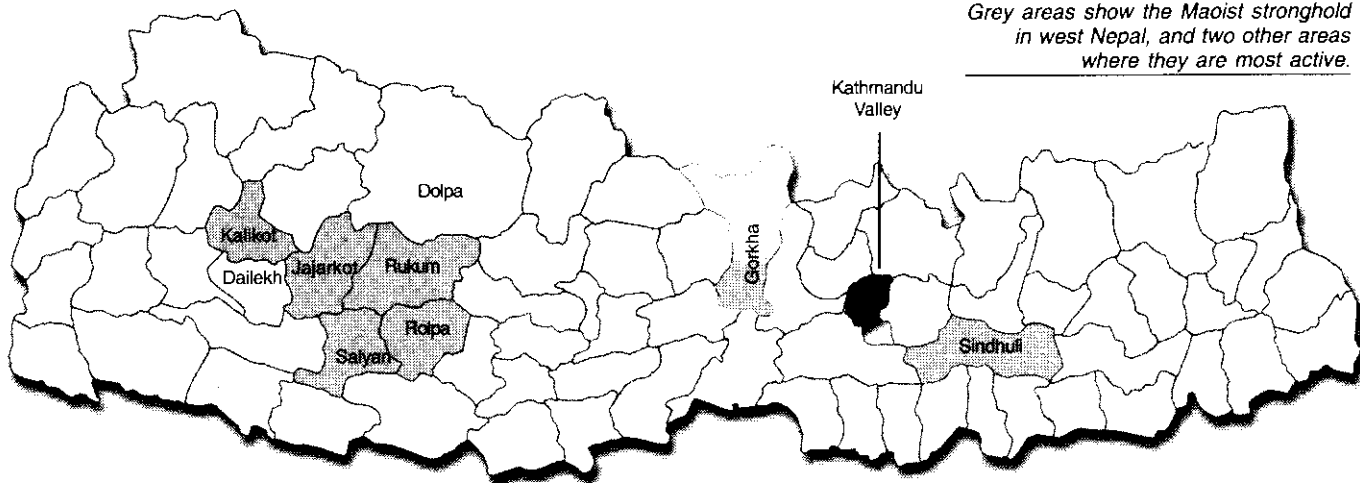 Grey areas show the Maoist stronghold
in west Nepal, and two other areas
where they are most active.
Kathmandu
Valley
Dolpa
Kalikot
Gorkha
Dailekh
Jajarkot
Rukum
Rolpa
Salyan
Sindhuli